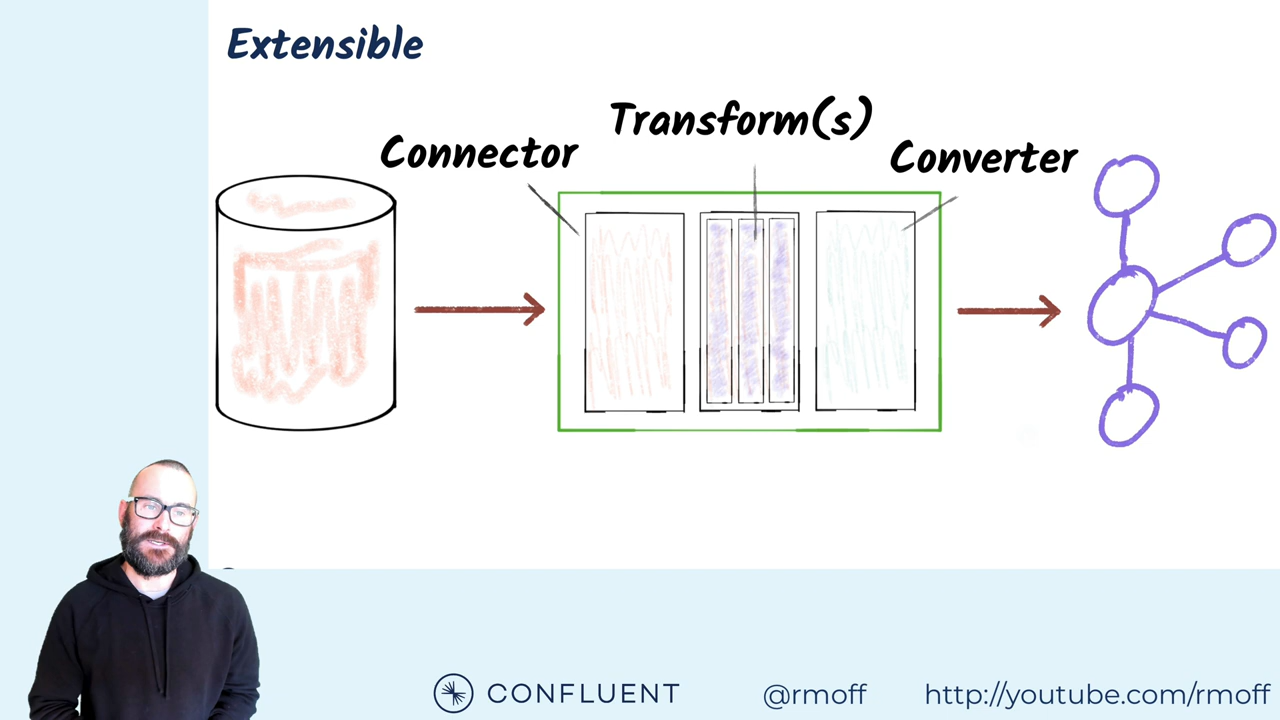 Extensible
Transform(s)
Connector
Converter
CONFLUENT
@rmoff
http://youtube.com/rmoff